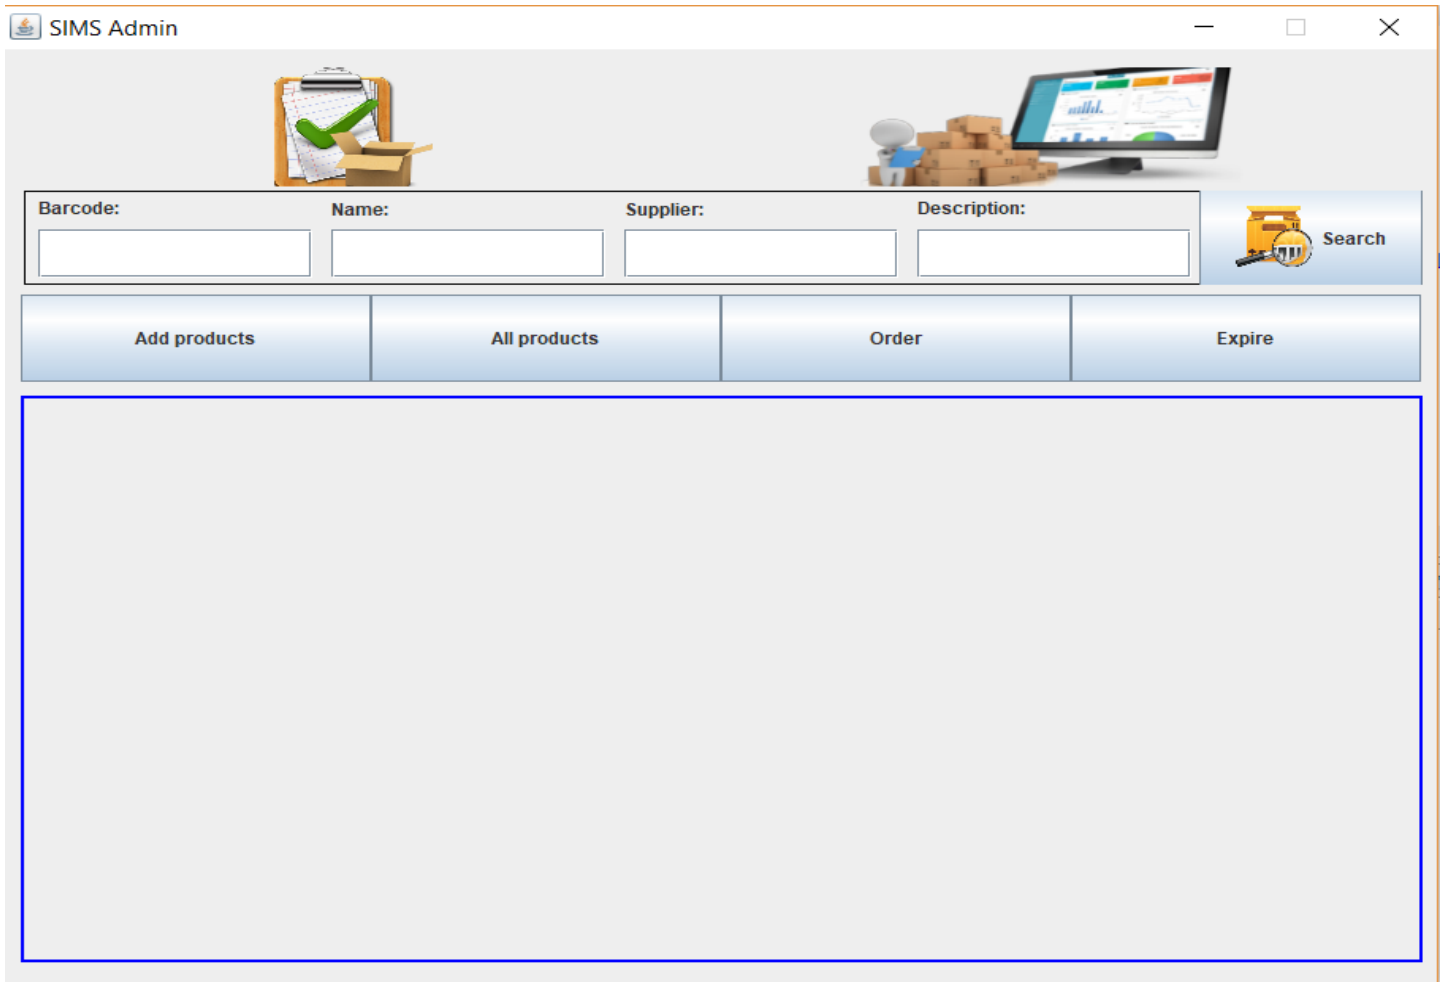 SIMS Admin
Barcode: Name: Supplier: Description:
Search
Add products All products Order Expire